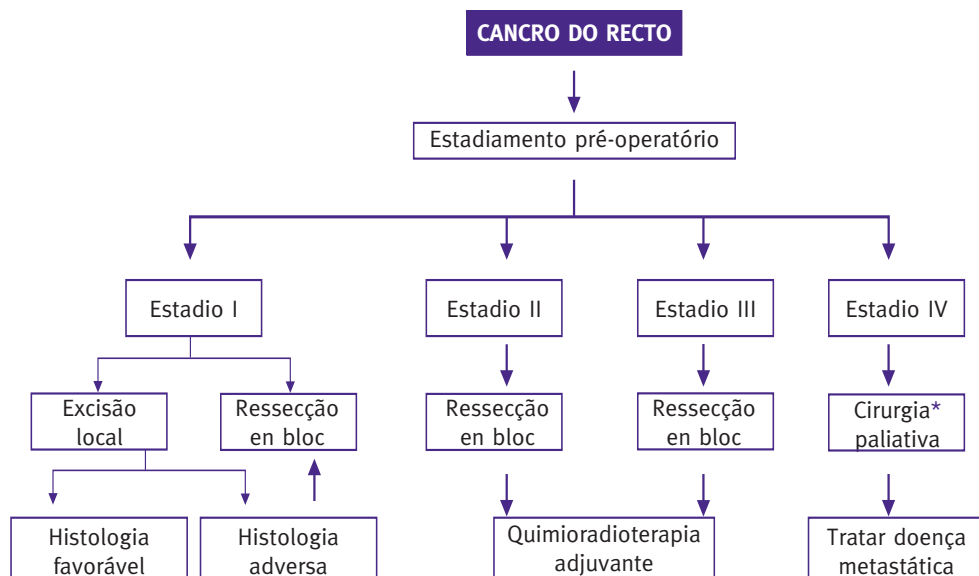 CANCRO DO RECTO
Estadiamento pré-operatório
Estadio I
Estadio II
Estadio III
Estadio IV
Excisão
local
Ressecção
en bloc
Ressecção
en bloc
Ressecção
en bloc
Cirurgia*
paliativa
Histologia
favorável
Histologia
adversa
Quimioradioterapia
adjuvante
Tratar doença
metastática